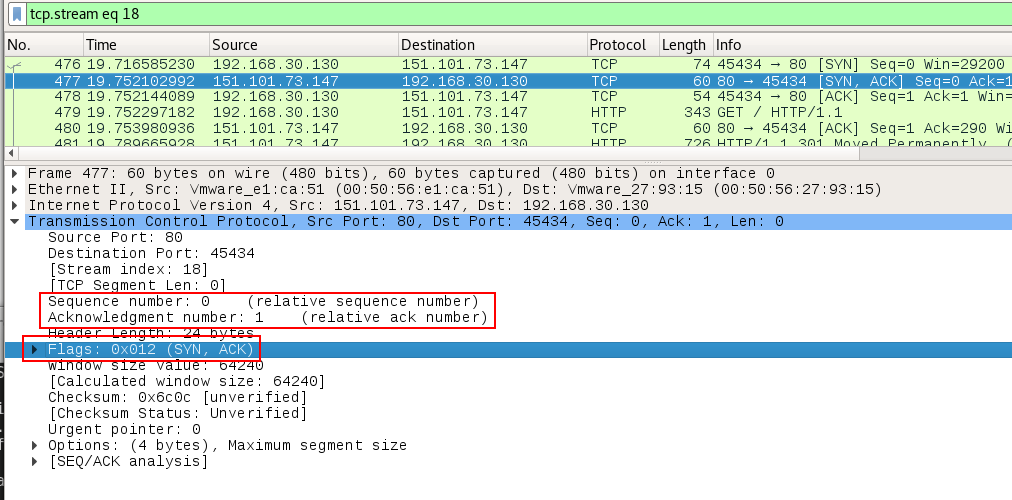 tcp.stream eq 18
No. Time Source Destination Protocol Length Info
476 19.716585230 192.168.30.130 151.101.73.147 TCP 74 45434 → 80 [SYN] Seq=0 Win=29200
477 19.752102992 151.101.73.147 192.168.30.130 TCP 60 80 → 45434 [SYN, ACK] Seq=0 Ack=1
478 19.752144089 192.168.30.130 151.101.73.147 TCP 54 45434 → 80 [ACK] Seq=1 Ack=1 Win=
479 19.752297182 192.168.30.130 151.101.73.147 HTTP 343 GET / HTTP/1.1
480 19.753980936 151.101.73.147 192.168.30.130 TCP 60 80 → 45434 [ACK] Seq=1 Ack=290 Win
481 19.789665928 151.101.73.147 192.168.30.130 HTTP 726 HTTP/1.1 301 Moved Permanently (
Frame 477: 60 bytes on wire (480 bits), 60 bytes captured (480 bits) on interface 0
Ethernet II, Src: Vmware_e1:ca:51 (00:50:56:e1:ca:51), Dst: Vmware_27:93:15 (00:50:56:27:93:15)
Internet Protocol Version 4, Src: 151.101.73.147, Dst: 192.168.30.130
Transmission Control Protocol, Src Port: 80, Dst Port: 45434, Seq: 0, Ack: 1, Len: 0
Source Port: 80
Destination Port: 45434
[Stream index: 18]
[TCP Segment Len: 0]
Sequence number: 0 (relative sequence number)
Acknowledgment number: 1 (relative ack number)
Header Length: 24 bytes
Flags: 0x012 (SYN, ACK)
Window size value: 64240
[Calculated window size: 64240]
Checksum: 0x6c0c [unverified]
[Checksum Status: Unverified]
Urgent pointer: 0
Options: (4 bytes), Maximum segment size
[SEQ/ACK analysis]